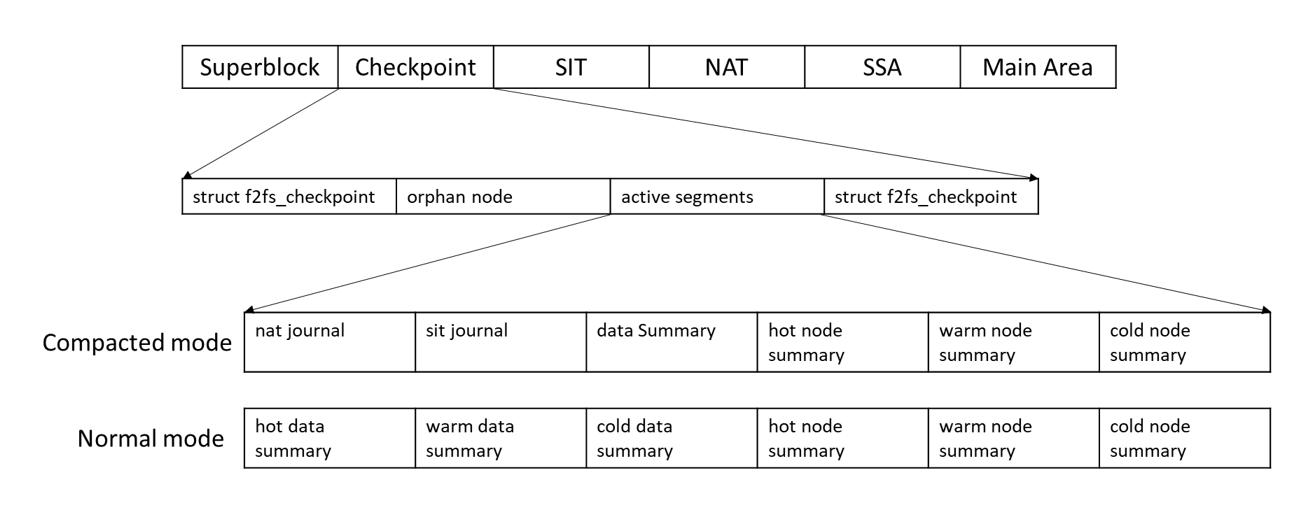 Superblock Checkpoint SIT NAT SSA Main Area
struct f2fs_checkpoint orphan node active segments struct f2fs_checkpoint
Compacted mode
nat journal
sit journal
data Summary
hot node
summary
warm node
summary
cold node
summary
Normal mode
hot data
summary
warm data
summary
cold data
summary
hot node
summary
warm node
summary
cold node
summary